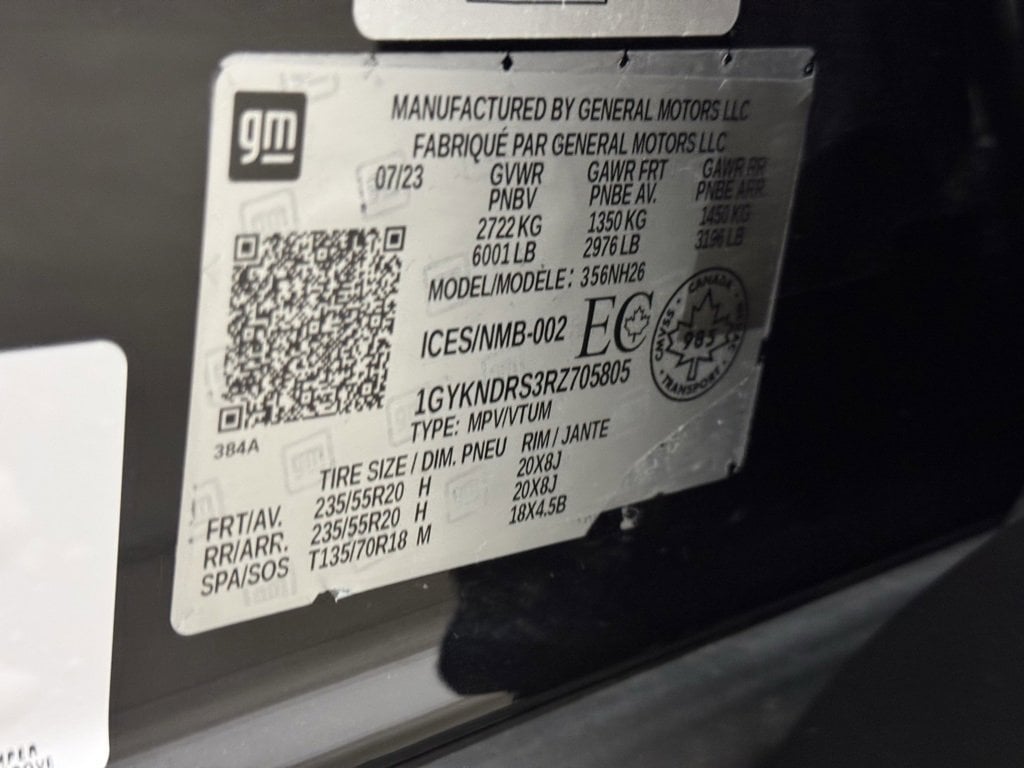 gm
MANUFACTURED BY GENERAL MOTORS LLC
FABRIQUÉ PAR GENERAL MOTORS LLC
07/23 GVWR GAWR FRT GAWR RR
PNBV PNBE AV. PNBE ARR.
2722 KG 1350 KG 1450 KG
6001 LB 2976 LB 3196 LB
MODEL/MODÈLE: 356NH26
ICES/NMB-002 EC
CANADA
CMVSS 985 NSVAC
TRANSPORT
1GYKNDRS3RZ705805
TYPE: MPV/VTUM
384A
TIRE SIZE / DIM. PNEU RIM / JANTE
FRT/AV. 235/55R20 H 20X8J
RR/ARR. 235/55R20 H 20X8J
SPA/SOS T135/70R18 M 18X4.5B